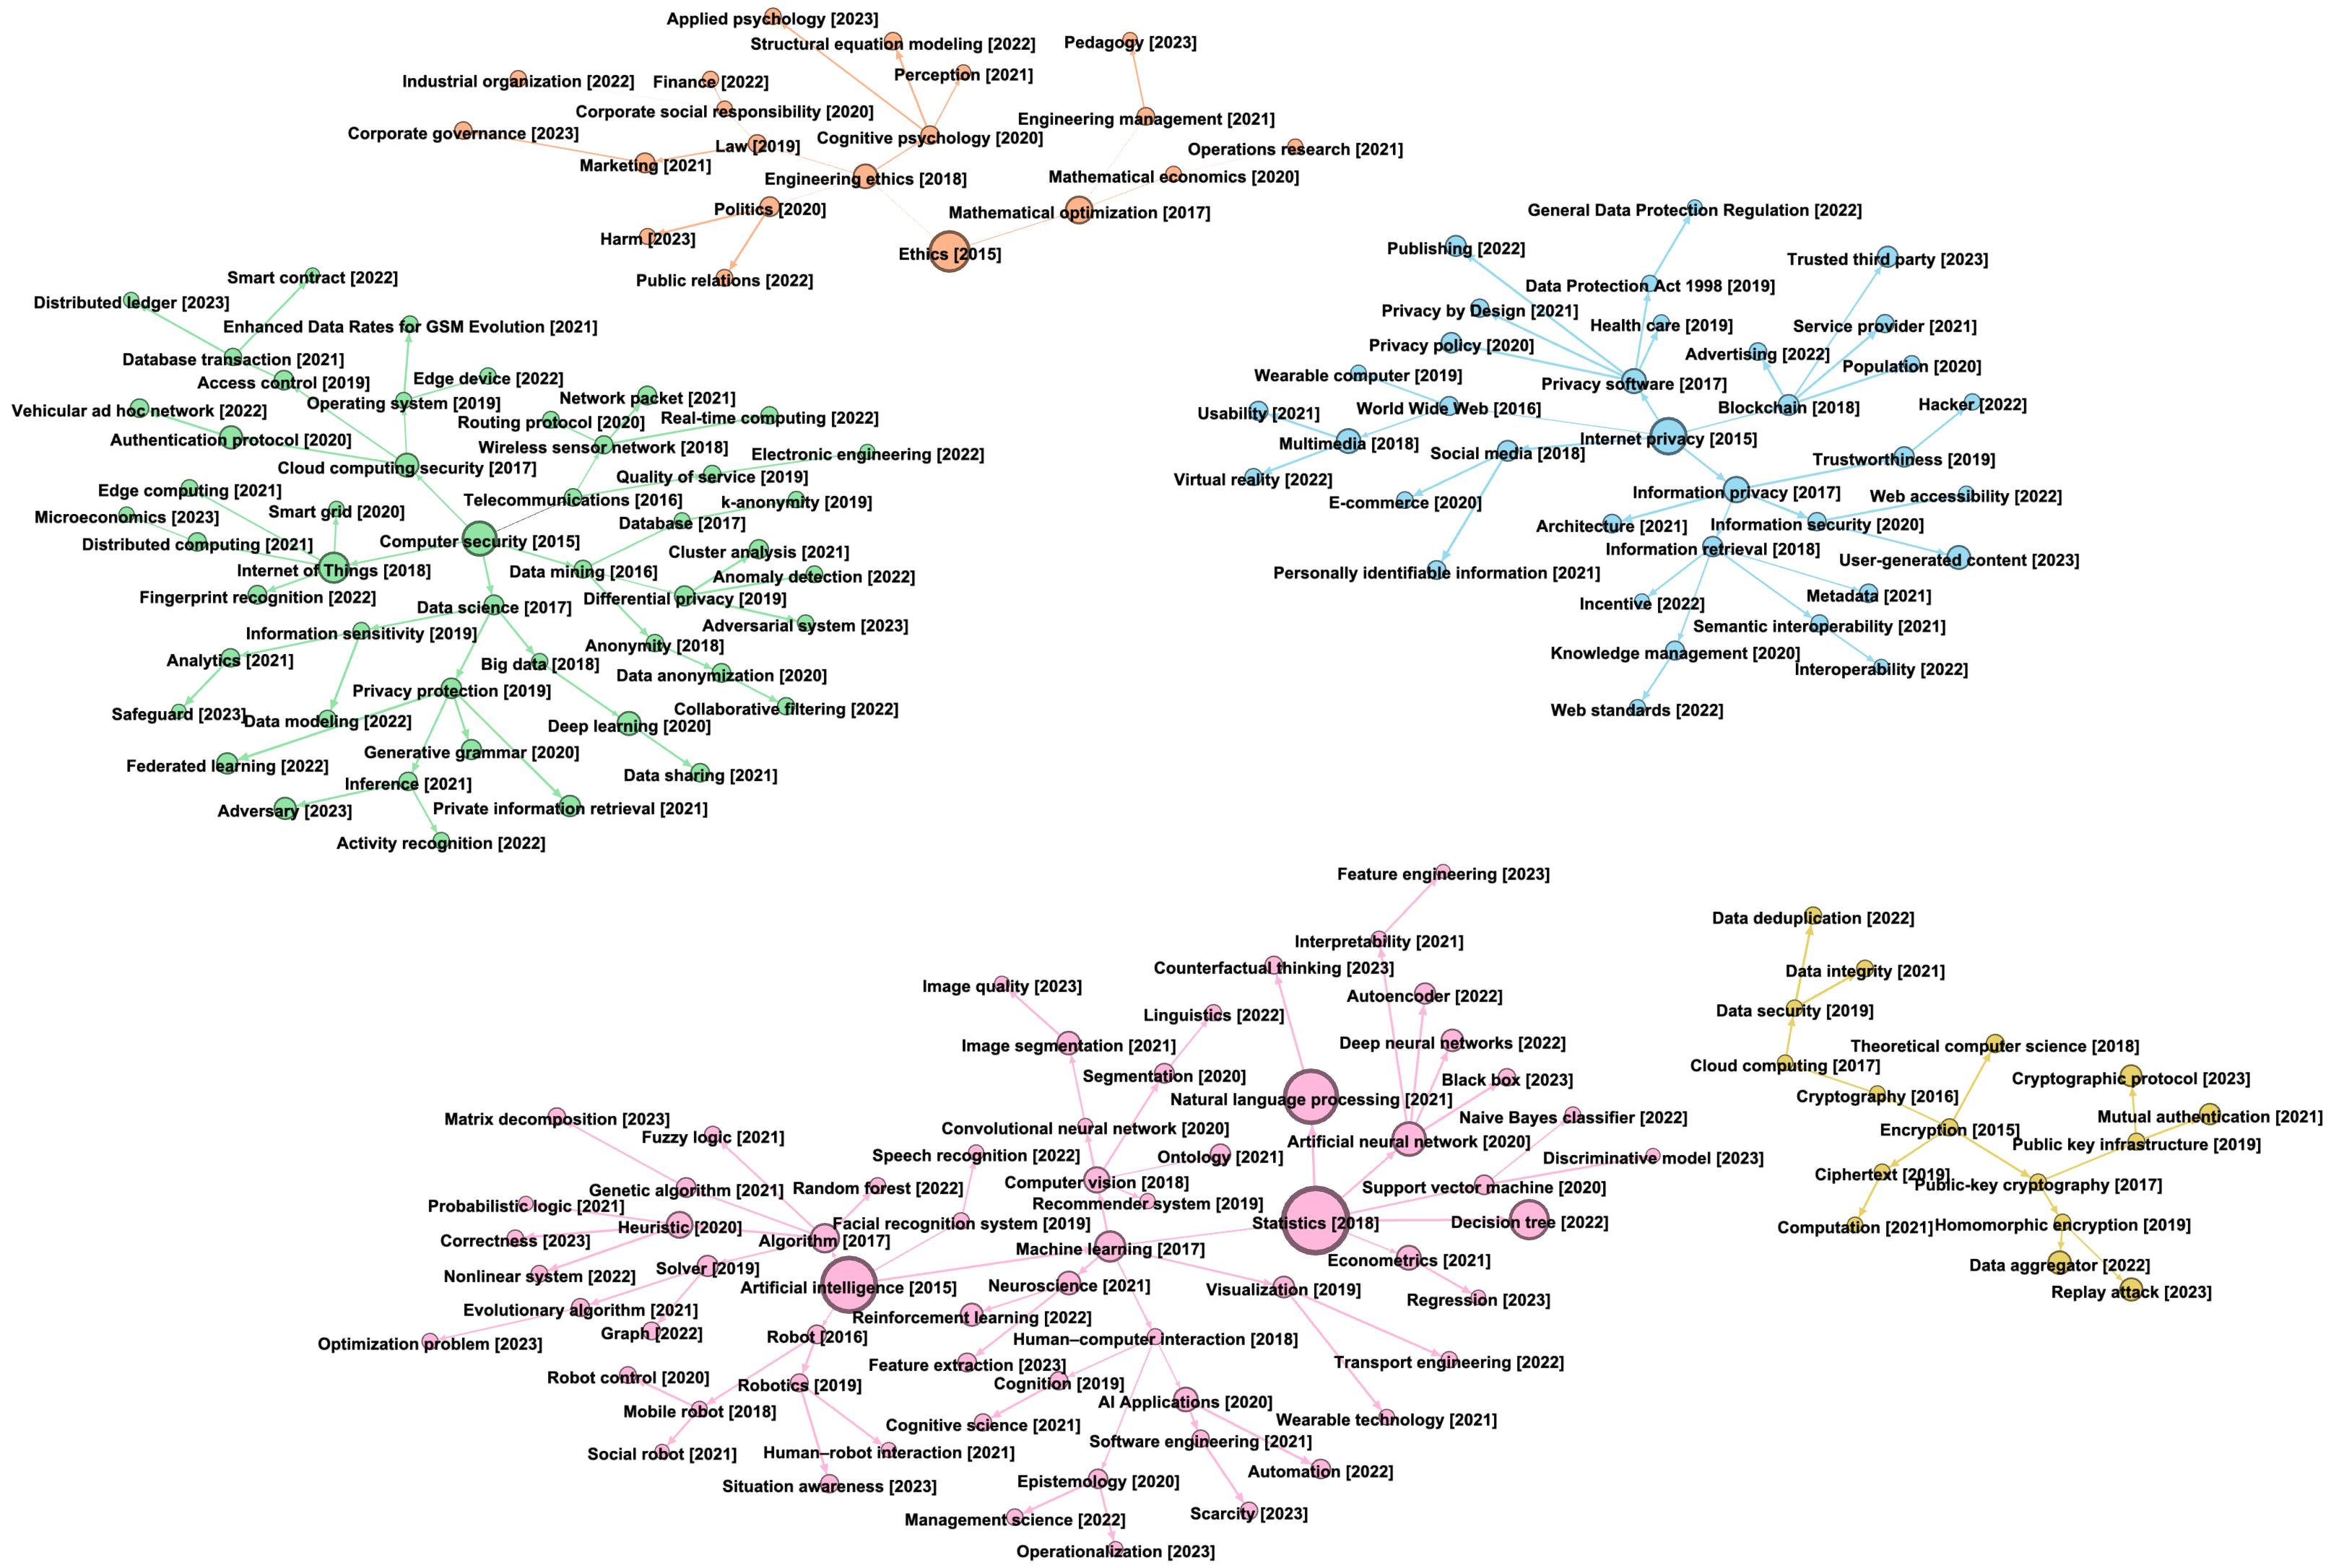 Applied psychology [2023]
Structural equation modeling [2022]
Pedagogy [2023]
Perception [2021]
Industrial organization [2022]
Finance [2022]
Corporate social responsibility [2020]
Engineering management [2021]
Corporate governance [2023]
Cognitive psychology [2020]
Law [2019]
Operations research [2021]
Marketing [2021]
Engineering ethics [2018]
Mathematical economics [2020]
Politics [2020]
Mathematical optimization [2017]
Harm [2023]
Ethics [2015]
Public relations [2022]
General Data Protection Regulation [2022]
Publishing [2022]
Trusted third party [2023]
Data Protection Act 1998 [2019]
Privacy by Design [2021]
Health care [2019]
Service provider [2021]
Privacy policy [2020]
Advertising [2022]
Population [2020]
Wearable computer [2019]
Privacy software [2017]
Usability [2021]
World Wide Web [2016]
Blockchain [2018]
Hacker [2022]
Multimedia [2018]
Internet privacy [2015]
Social media [2018]
Trustworthiness [2019]
Virtual reality [2022]
E-commerce [2020]
Information privacy [2017]
Web accessibility [2022]
Architecture [2021]
Information security [2020]
Information retrieval [2018]
User-generated content [2023]
Personally identifiable information [2021]
Incentive [2022]
Metadata [2021]
Semantic interoperability [2021]
Knowledge management [2020]
Interoperability [2022]
Web standards [2022]
Smart contract [2022]
Distributed ledger [2023]
Enhanced Data Rates for GSM Evolution [2021]
Database transaction [2021]
Access control [2019]
Edge device [2022]
Operating system [2019]
Network packet [2021]
Vehicular ad hoc network [2022]
Routing protocol [2020]
Real-time computing [2022]
Authentication protocol [2020]
Wireless sensor network [2018]
Electronic engineering [2022]
Cloud computing security [2017]
Quality of service [2019]
Edge computing [2021]
Telecommunications [2016]
k-anonymity [2019]
Microeconomics [2023]
Smart grid [2020]
Database [2017]
Distributed computing [2021]
Computer security [2015]
Cluster analysis [2021]
Internet of Things [2018]
Data mining [2016]
Anomaly detection [2022]
Fingerprint recognition [2022]
Data science [2017]
Differential privacy [2019]
Adversarial system [2023]
Information sensitivity [2019]
Anonymity [2018]
Analytics [2021]
Big data [2018]
Data anonymization [2020]
Privacy protection [2019]
Collaborative filtering [2022]
Safeguard [2023]
Data modeling [2022]
Deep learning [2020]
Generative grammar [2020]
Federated learning [2022]
Data sharing [2021]
Inference [2021]
Adversary [2023]
Private information retrieval [2021]
Activity recognition [2022]
Feature engineering [2023]
Interpretability [2021]
Counterfactual thinking [2023]
Image quality [2023]
Autoencoder [2022]
Linguistics [2022]
Image segmentation [2021]
Deep neural networks [2022]
Segmentation [2020]
Black box [2023]
Natural language processing [2021]
Matrix decomposition [2023]
Naive Bayes classifier [2022]
Fuzzy logic [2021]
Convolutional neural network [2020]
Artificial neural network [2020]
Speech recognition [2022]
Ontology [2021]
Discriminative model [2023]
Genetic algorithm [2021]
Random forest [2022]
Computer vision [2018]
Support vector machine [2020]
Probabilistic logic [2021]
Recommender system [2019]
Heuristic [2020]
Facial recognition system [2019]
Statistics [2018]
Decision tree [2022]
Correctness [2023]
Algorithm [2017]
Machine learning [2017]
Econometrics [2021]
Nonlinear system [2022]
Solver [2019]
Artificial intelligence [2015]
Neuroscience [2021]
Visualization [2019]
Regression [2023]
Evolutionary algorithm [2021]
Reinforcement learning [2022]
Optimization problem [2023]
Graph [2022]
Robot [2016]
Human–computer interaction [2018]
Feature extraction [2023]
Transport engineering [2022]
Robot control [2020]
Robotics [2019]
Cognition [2019]
AI Applications [2020]
Mobile robot [2018]
Cognitive science [2021]
Wearable technology [2021]
Social robot [2021]
Human–robot interaction [2021]
Software engineering [2021]
Situation awareness [2023]
Epistemology [2020]
Automation [2022]
Management science [2022]
Scarcity [2023]
Operationalization [2023]
Data deduplication [2022]
Data integrity [2021]
Data security [2019]
Theoretical computer science [2018]
Cloud computing [2017]
Cryptographic protocol [2023]
Cryptography [2016]
Mutual authentication [2021]
Encryption [2015]
Public key infrastructure [2019]
Ciphertext [2019]
Public-key cryptography [2017]
Computation [2021]
Homomorphic encryption [2019]
Data aggregator [2022]
Replay attack [2023]